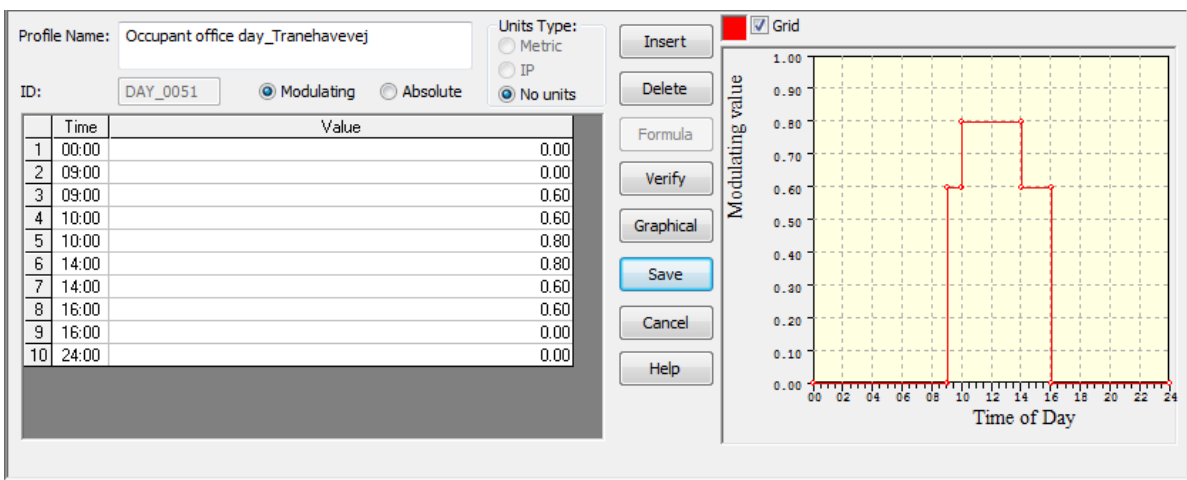 Profile Name: Occupant office day_Tranehavevej
Units Type:
Metric
IP
No units
ID: DAY_0051 Modulating Absolute
Time Value
1 00:00 0.00
2 09:00 0.00
3 09:00 0.60
4 10:00 0.60
5 10:00 0.80
6 14:00 0.80
7 14:00 0.60
8 16:00 0.60
9 16:00 0.00
10 24:00 0.00
Insert
Delete
Formula
Verify
Graphical
Save
Cancel
Help
Grid
Modulating value
1.00
0.90
0.80
0.70
0.60
0.50
0.40
0.30
0.20
0.10
0.00
00 02 04 06 08 10 12 14 16 18 20 22 24
Time of Day